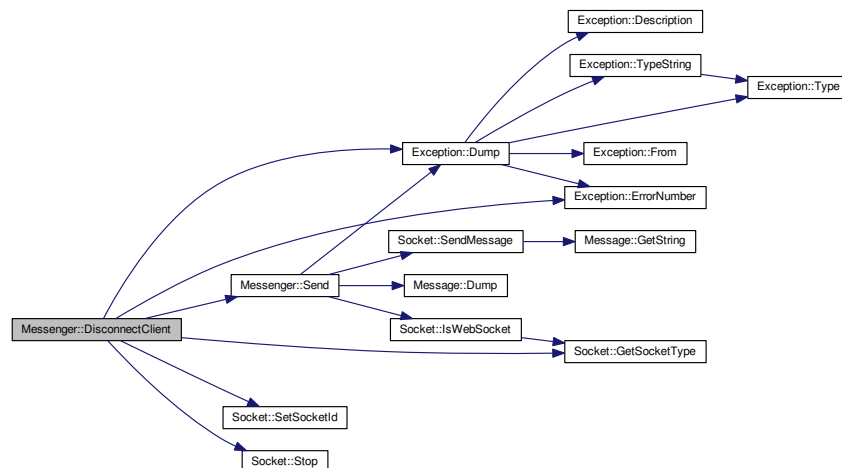 Exception::Description
Exception::TypeString
Exception::Type
Exception::Dump
Exception::From
Exception::ErrorNumber
Socket::SendMessage
Message::GetString
Messenger::Send
Message::Dump
Messenger::DisconnectClient
Socket::IsWebSocket
Socket::GetSocketType
Socket::SetSocketId
Socket::Stop